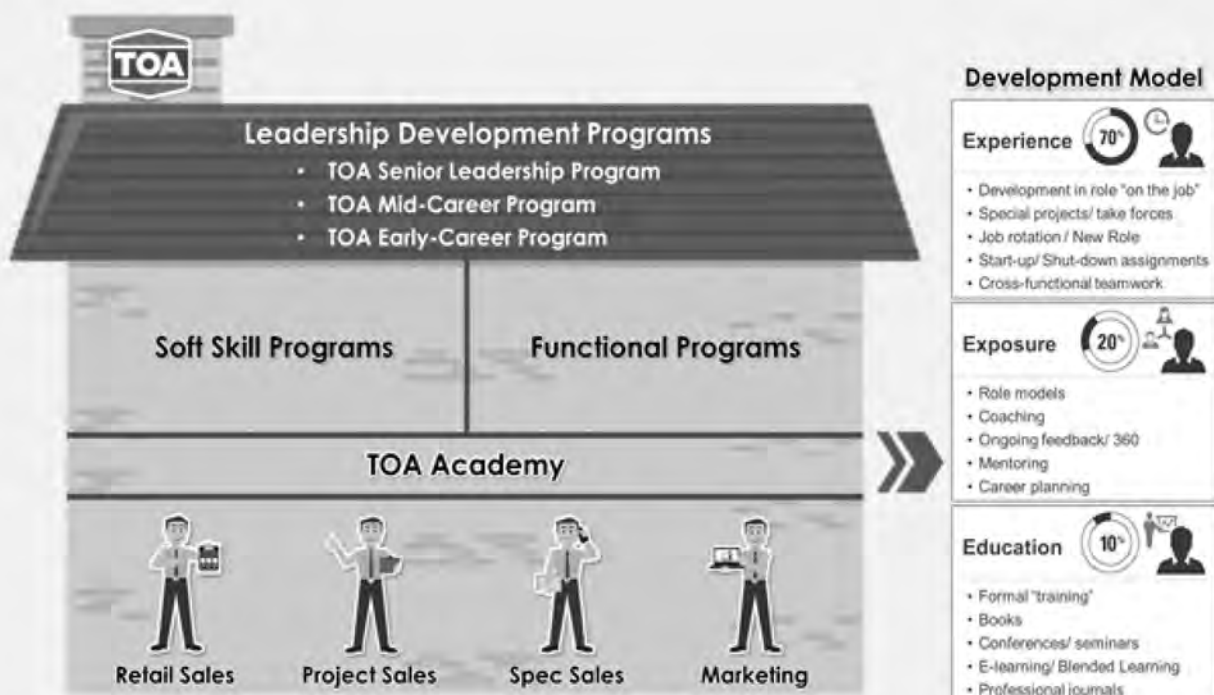 TOA
Leadership Development Programs
• TOA Senior Leadership Program
• TOA Mid-Career Program
• TOA Early-Career Program
Soft Skill Programs
Functional Programs
TOA Academy
Retail Sales
Project Sales
Spec Sales
Marketing
Development Model
Experience 70%
• Development in role "on the job"
• Special projects/ take forces
• Job rotation / New Role
• Start-up/ Shut-down assignments
• Cross-functional teamwork
Exposure 20%
• Role models
• Coaching
• Ongoing feedback/ 360
• Mentoring
• Career planning
Education 10%
• Formal "training"
• Books
• Conferences/ seminars
• E-learning/ Blended Learning
• Professional journals